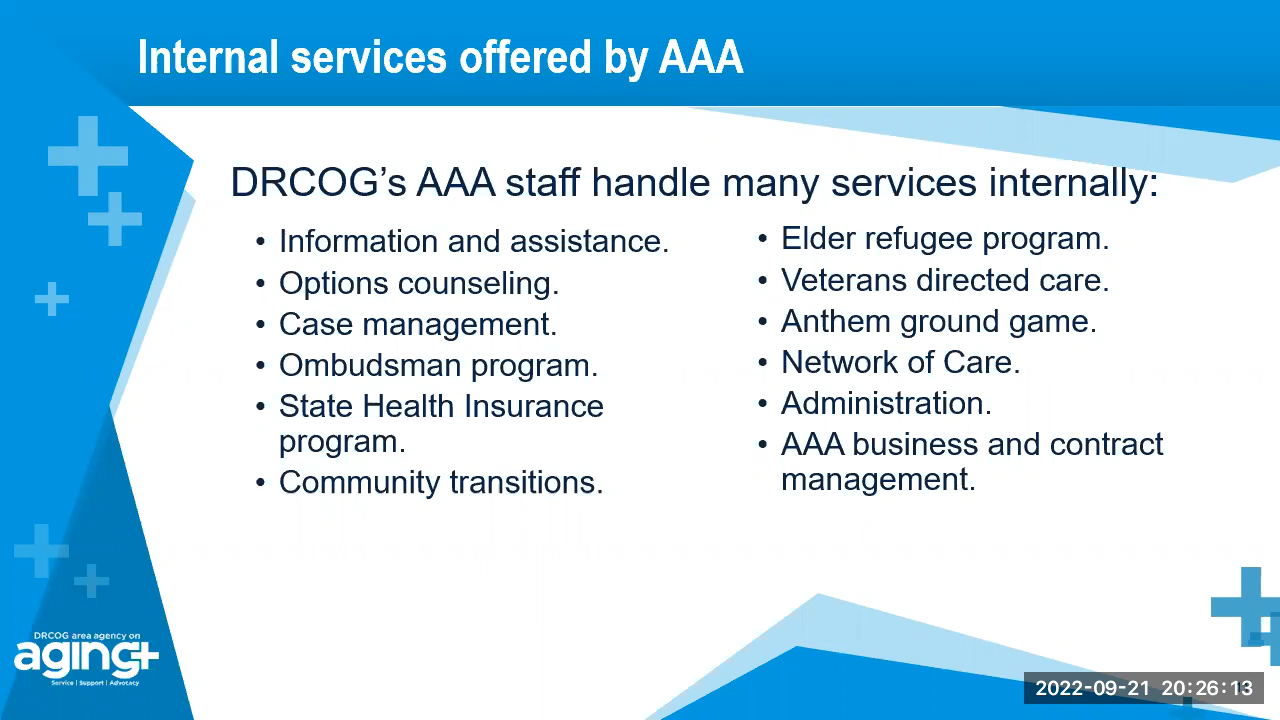 Internal services offered by AAA
DRCOG's AAA staff handle many services internally:
• Information and assistance.
• Options counseling.
• Case management.
• Ombudsman program.
• State Health Insurance
program.
• Community transitions.
• Elder refugee program.
• Veterans directed care.
• Anthem ground game.
• Network of Care.
• Administration.
• AAA business and contract
management.
DRCOG area agency on
aging+
Service | Support | Advocacy
2022-09-21 20:26:13